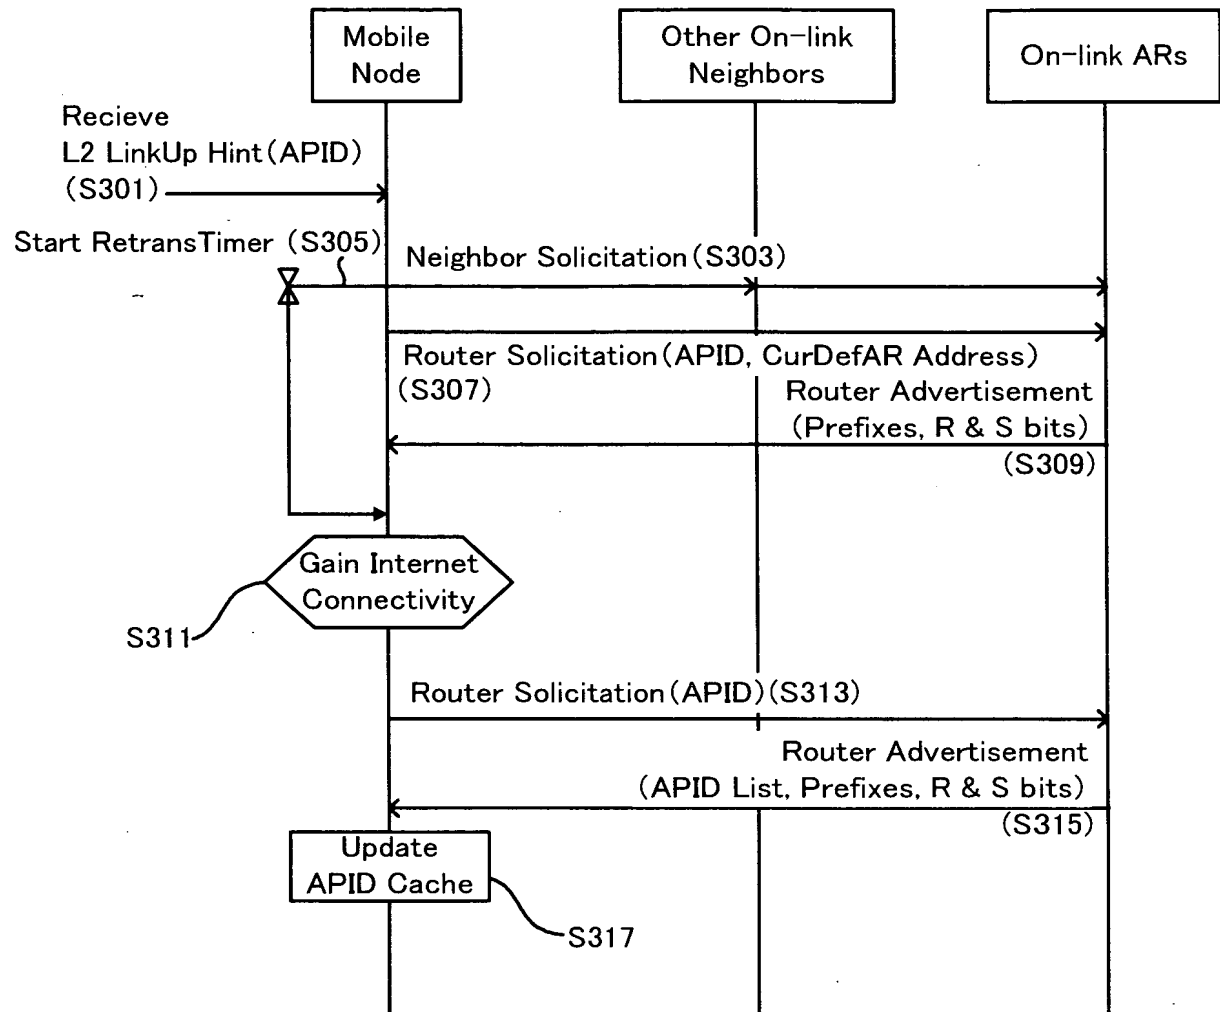 Mobile
Node
Other On-link
Neighbors
On-link ARs
Recieve
L2 LinkUp Hint(APID)
(S301)
Start RetransTimer (S305)
Neighbor Solicitation(S303)
Router Solicitation(APID, CurDefAR Address)
(S307)
Router Advertisement
(Prefixes, R & S bits)
(S309)
Gain Internet
Connectivity
S311
Router Solicitation(APID)(S313)
Router Advertisement
(APID List, Prefixes, R & S bits)
(S315)
Update
APID Cache
S317